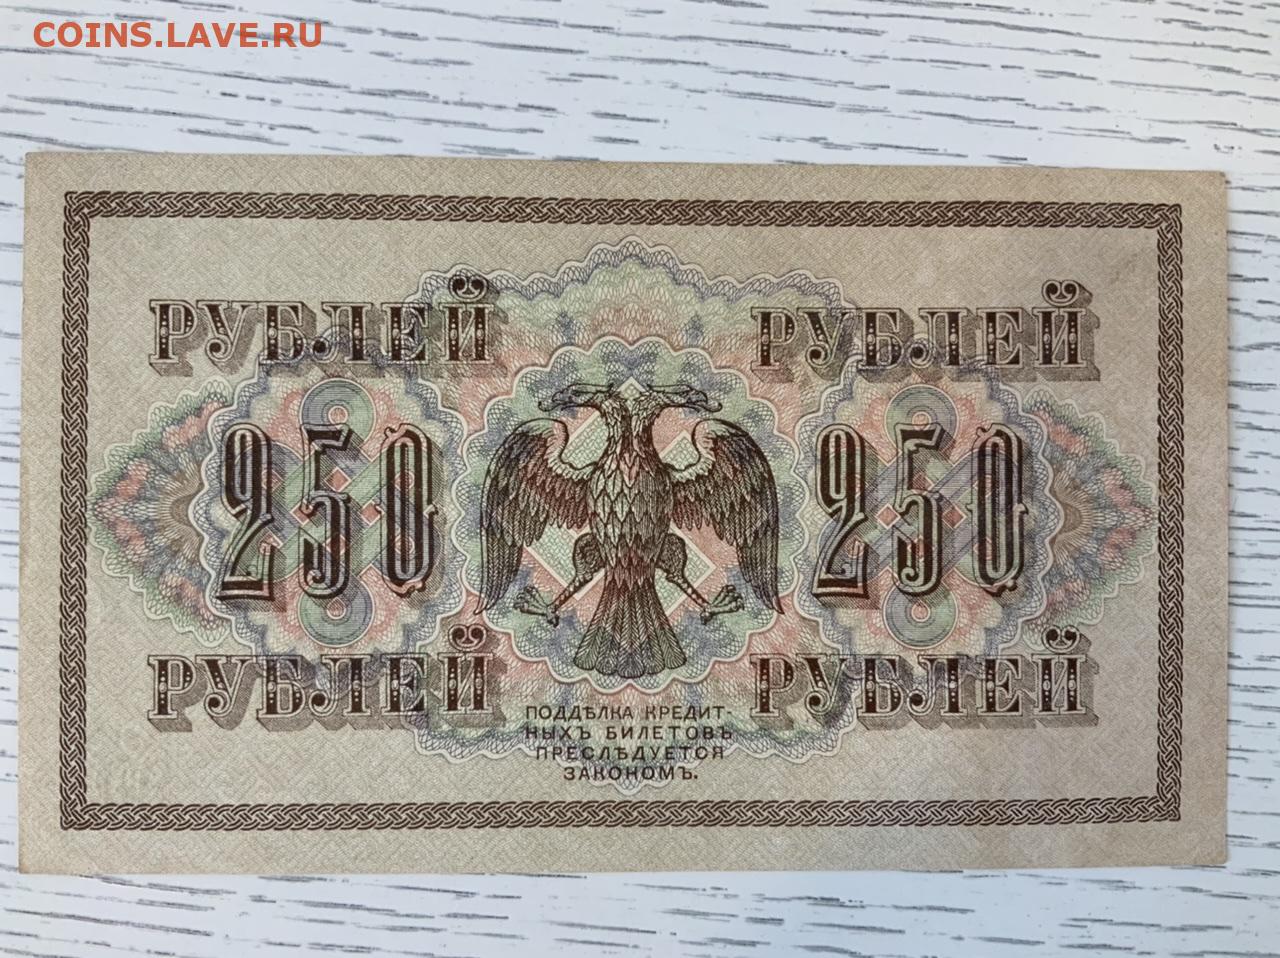 COINS.LAVE.RU
РУБЛЕЙ РУБЛЕЙ
250 250
РУБЛЕЙ РУБЛЕЙ
ПОДДѢЛКА КРЕДИТ-
НЫХЪ БИЛЕТОВЪ
ПРЕСЛѢДУЕТСЯ
ЗАКОНОМЪ.